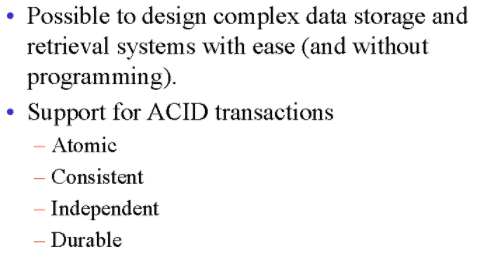 • Possible to design complex data storage and
retrieval systems with ease (and without
programming).
• Support for ACID transactions
– Atomic
– Consistent
– Independent
– Durable